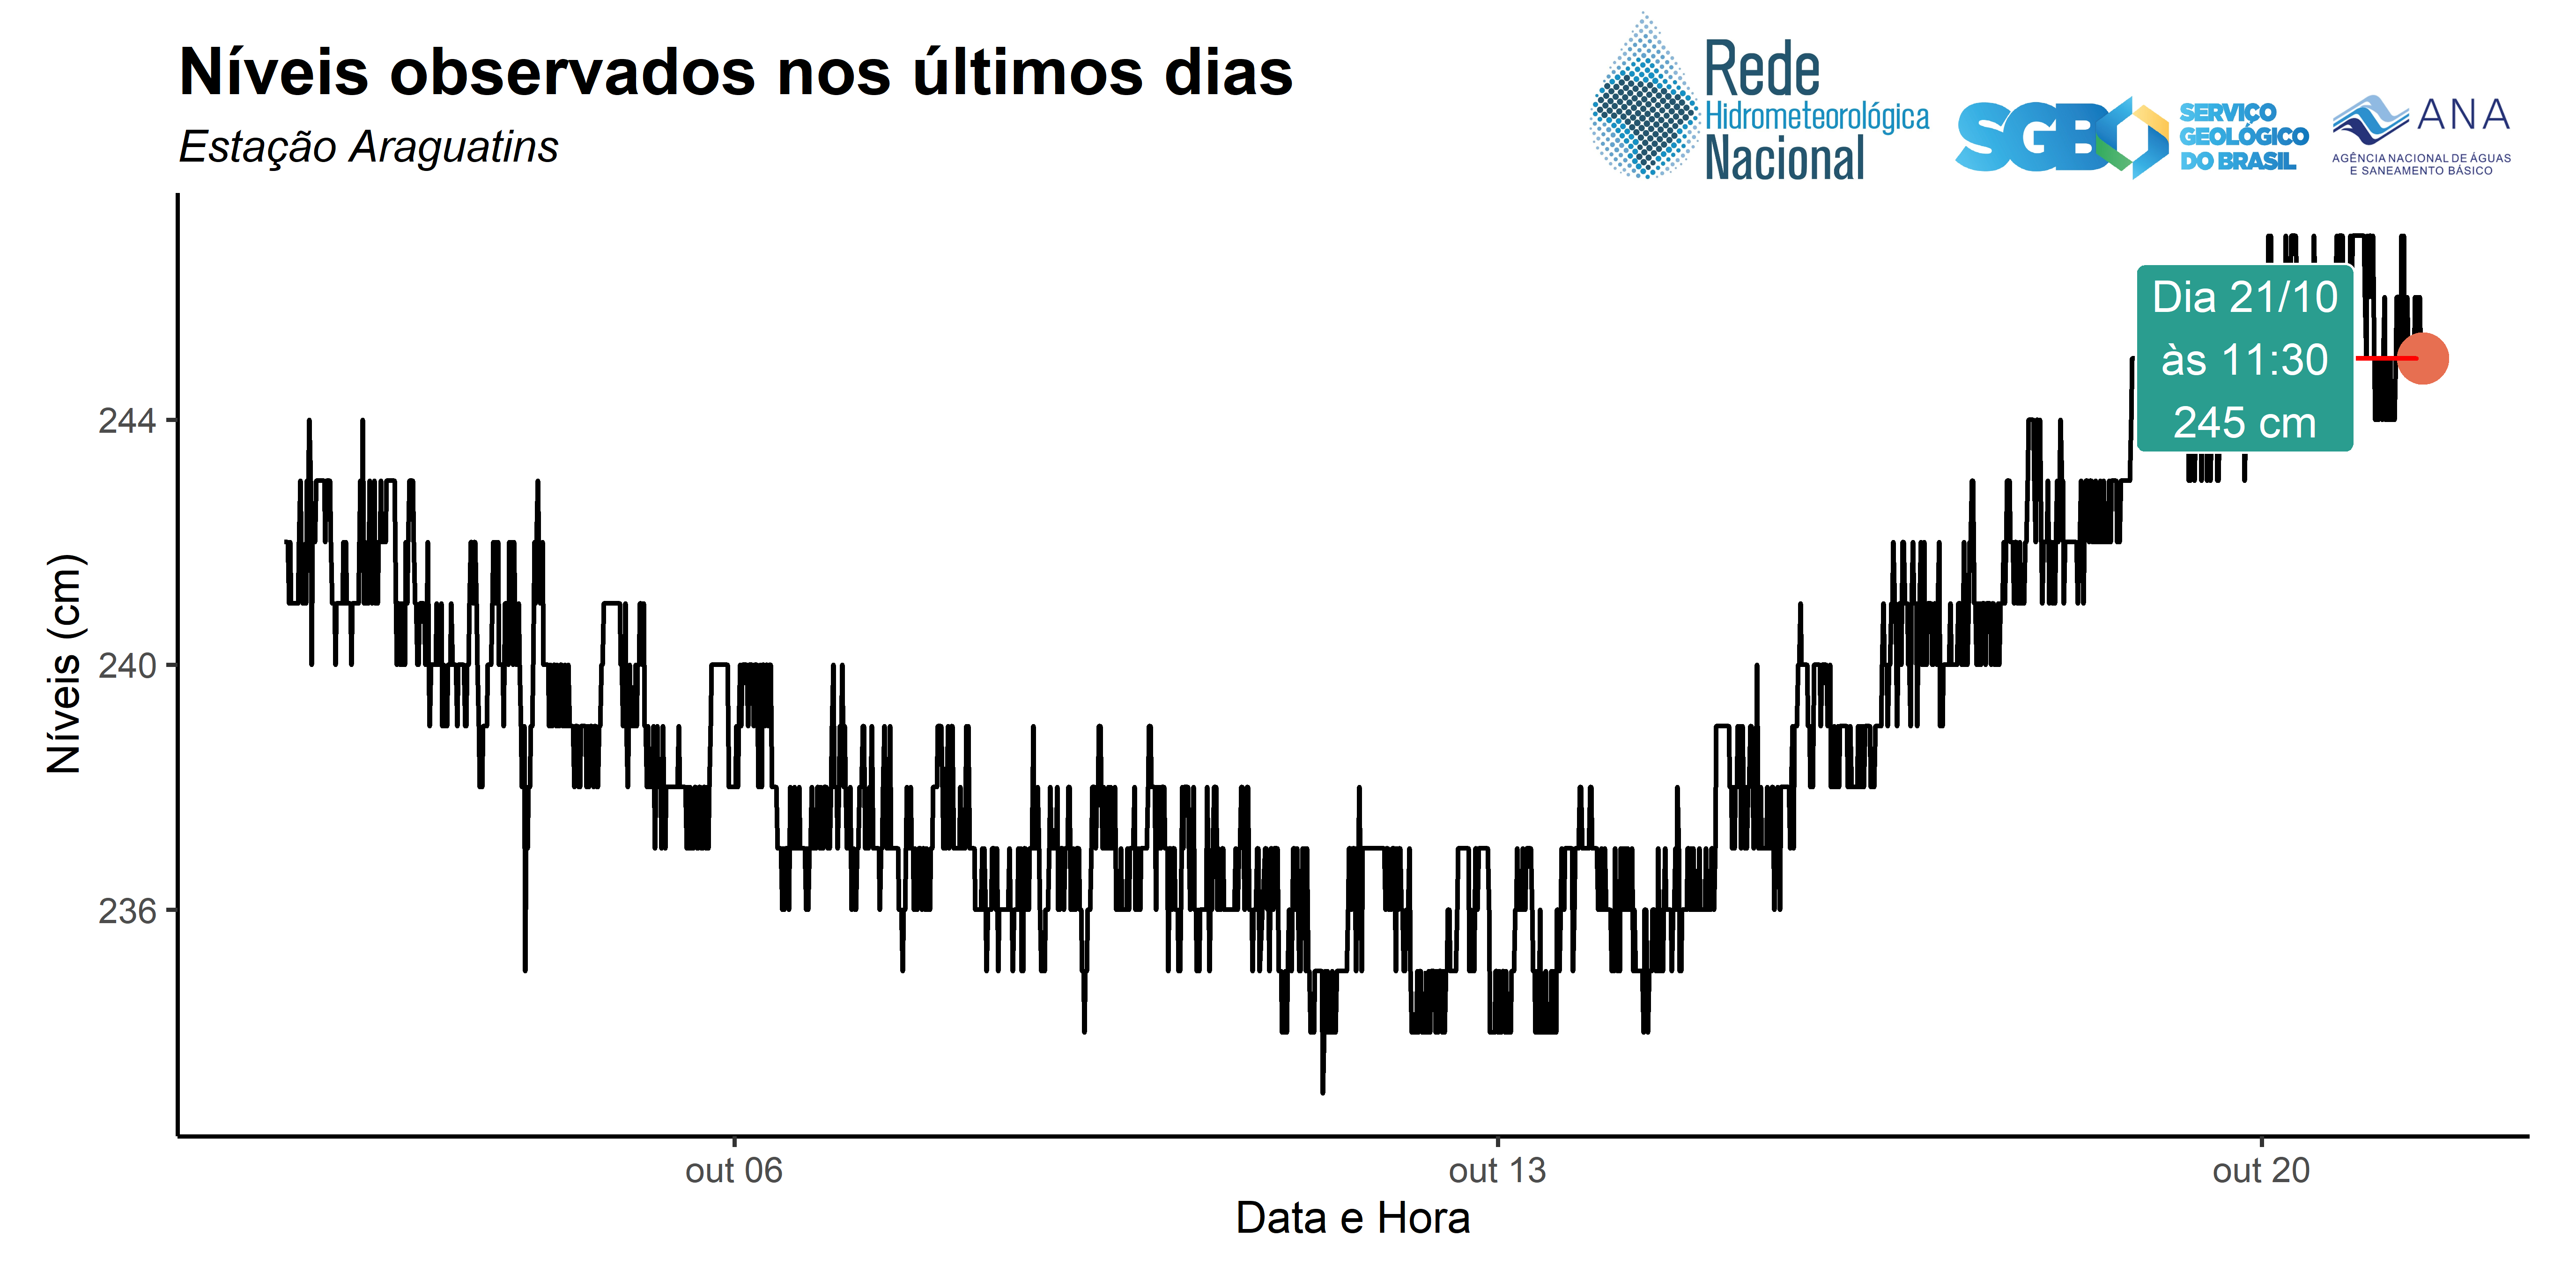 Níveis observados nos últimos dias
Estação Araguatins
Rede
Hidrometeorológica
Nacional
SGB
SERVIÇO
GEOLÓGICO
DO BRASIL
ANA
AGÊNCIA NACIONAL DE ÁGUAS
E SANEAMENTO BÁSICO
Dia 21/10
às 11:30
245 cm
244
240
236
Níveis (cm)
out 06
out 13
out 20
Data e Hora